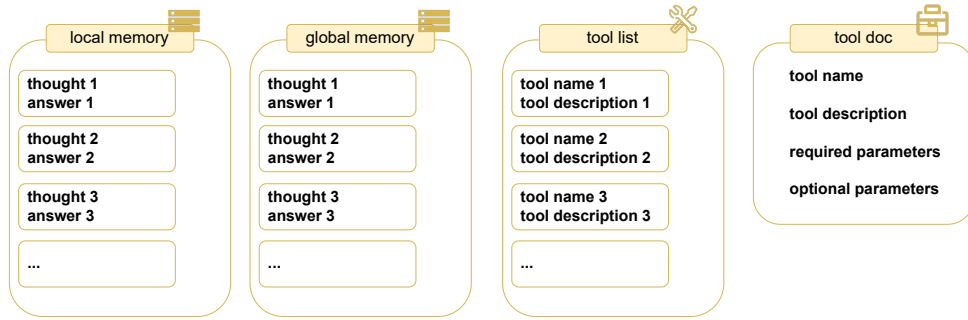 local memory
thought 1
answer 1
thought 2
answer 2
thought 3
answer 3
...
global memory
thought 1
answer 1
thought 2
answer 2
thought 3
answer 3
...
tool list
tool name 1
tool description 1
tool name 2
tool description 2
tool name 3
tool description 3
...
tool doc
tool name
tool description
required parameters
optional parameters